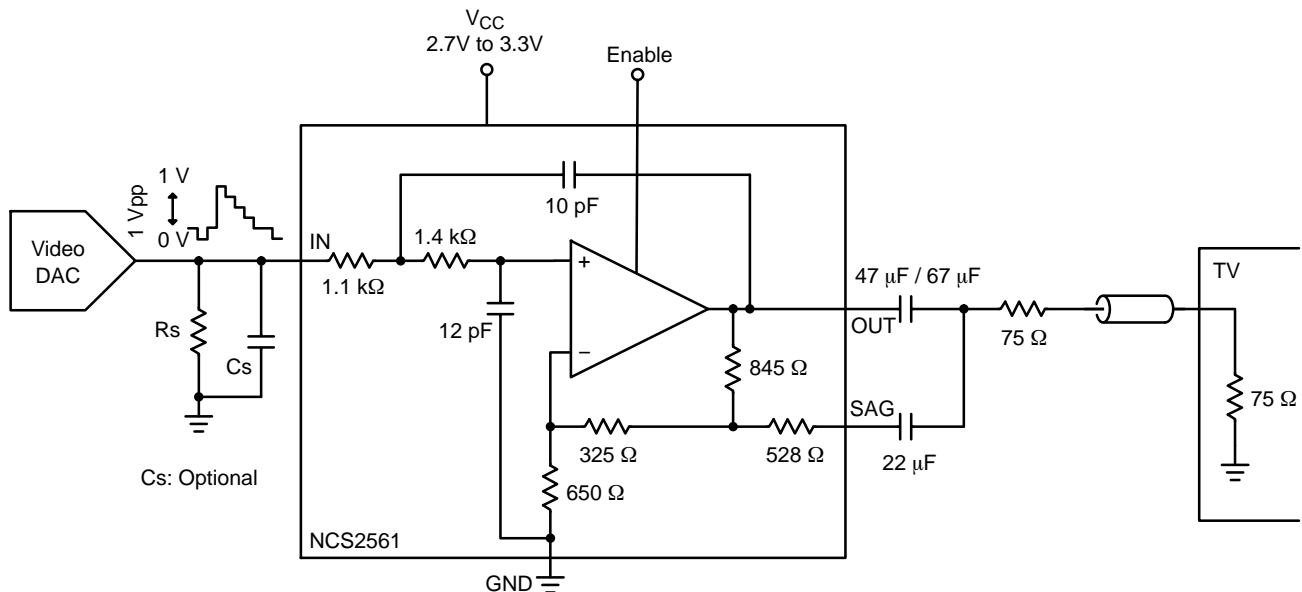 V_CC
2.7V to 3.3V
Enable
1 Vpp
1 V
0 V
Video
DAC
IN
1.1 kΩ
1.4 kΩ
10 pF
12 pF
+
−
Rs
Cs
Cs: Optional
845 Ω
325 Ω
528 Ω
650 Ω
NCS2561
GND
OUT
SAG
47 μF / 67 μF
22 μF
75 Ω
TV
75 Ω